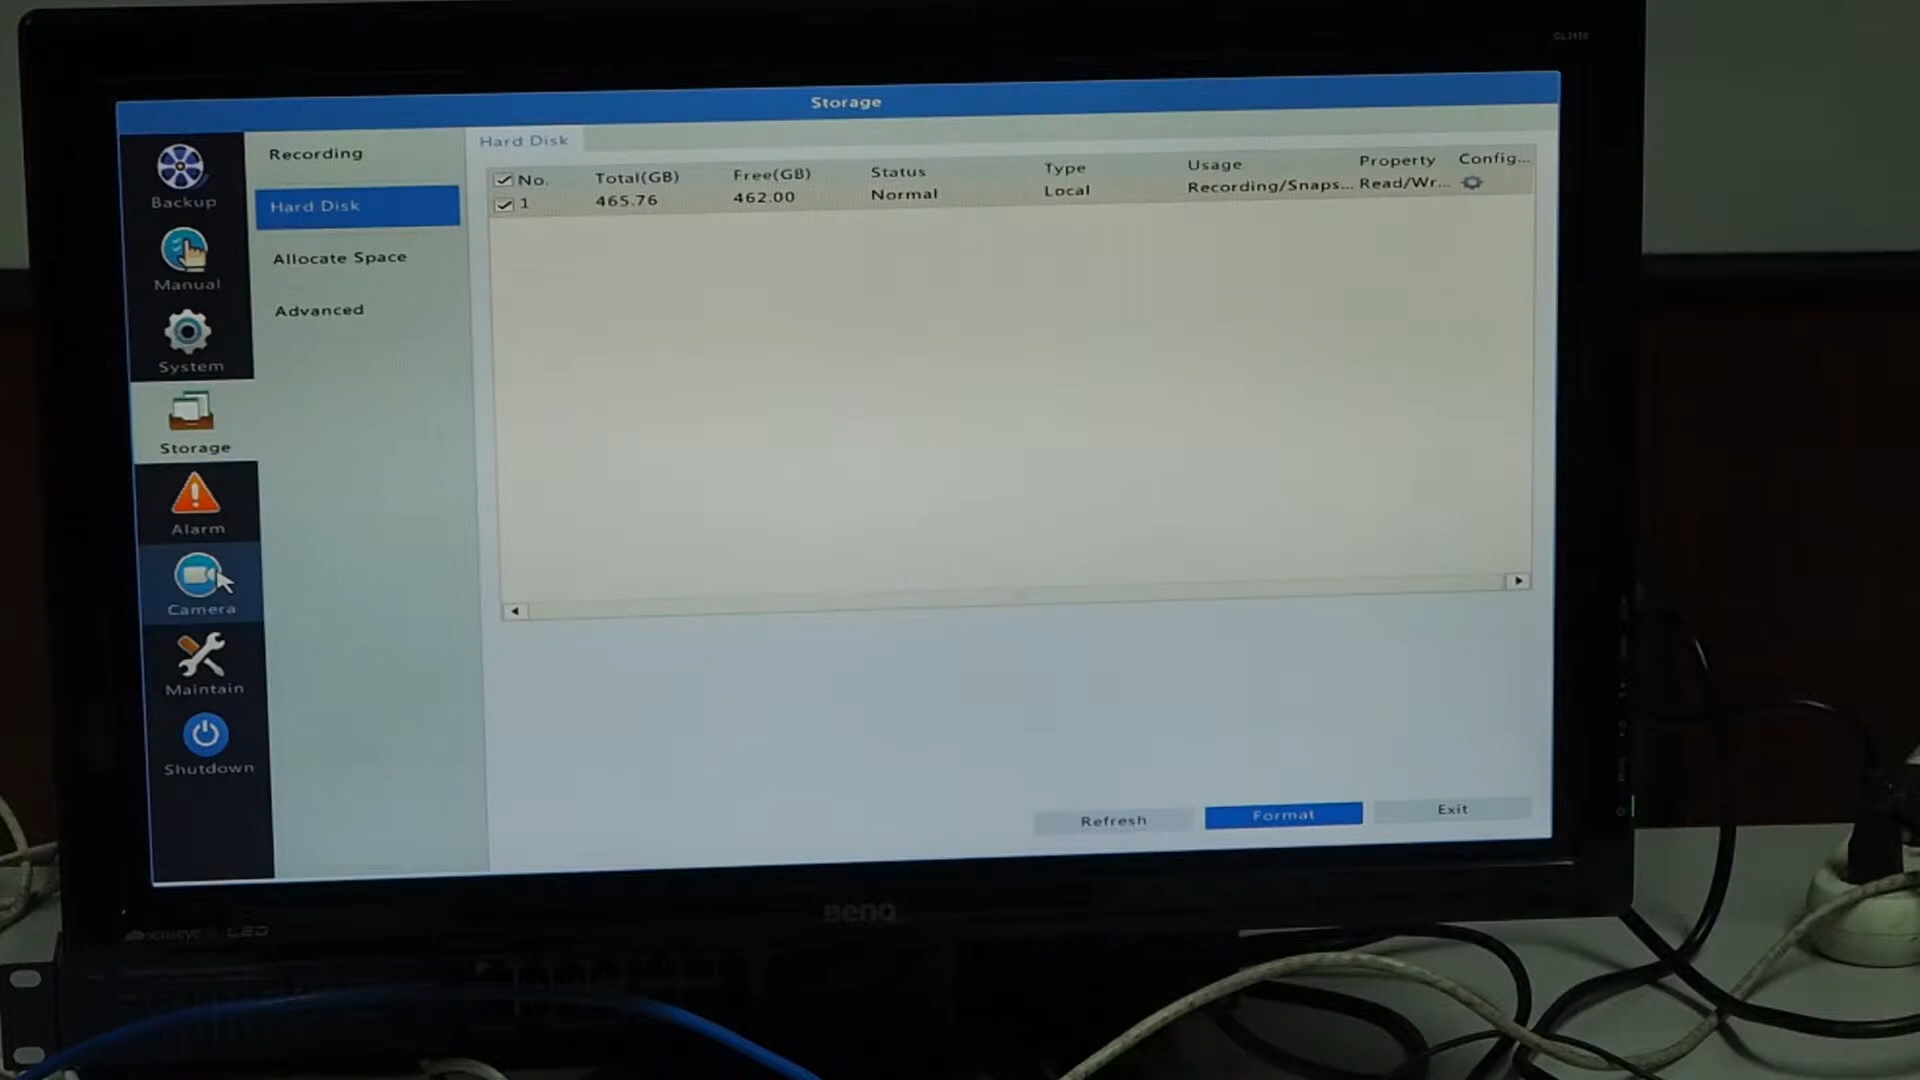 GL2450
Storage
Backup
Manual
System
Storage
Alarm
Camera
Maintain
Shutdown
Recording
Hard Disk
Allocate Space
Advanced
Hard Disk
No. Total(GB) Free(GB) Status Type Usage Property Config...
1 465.76 462.00 Normal Local Recording/Snaps... Read/Wr...
Refresh Format Exit
BenQ
LED